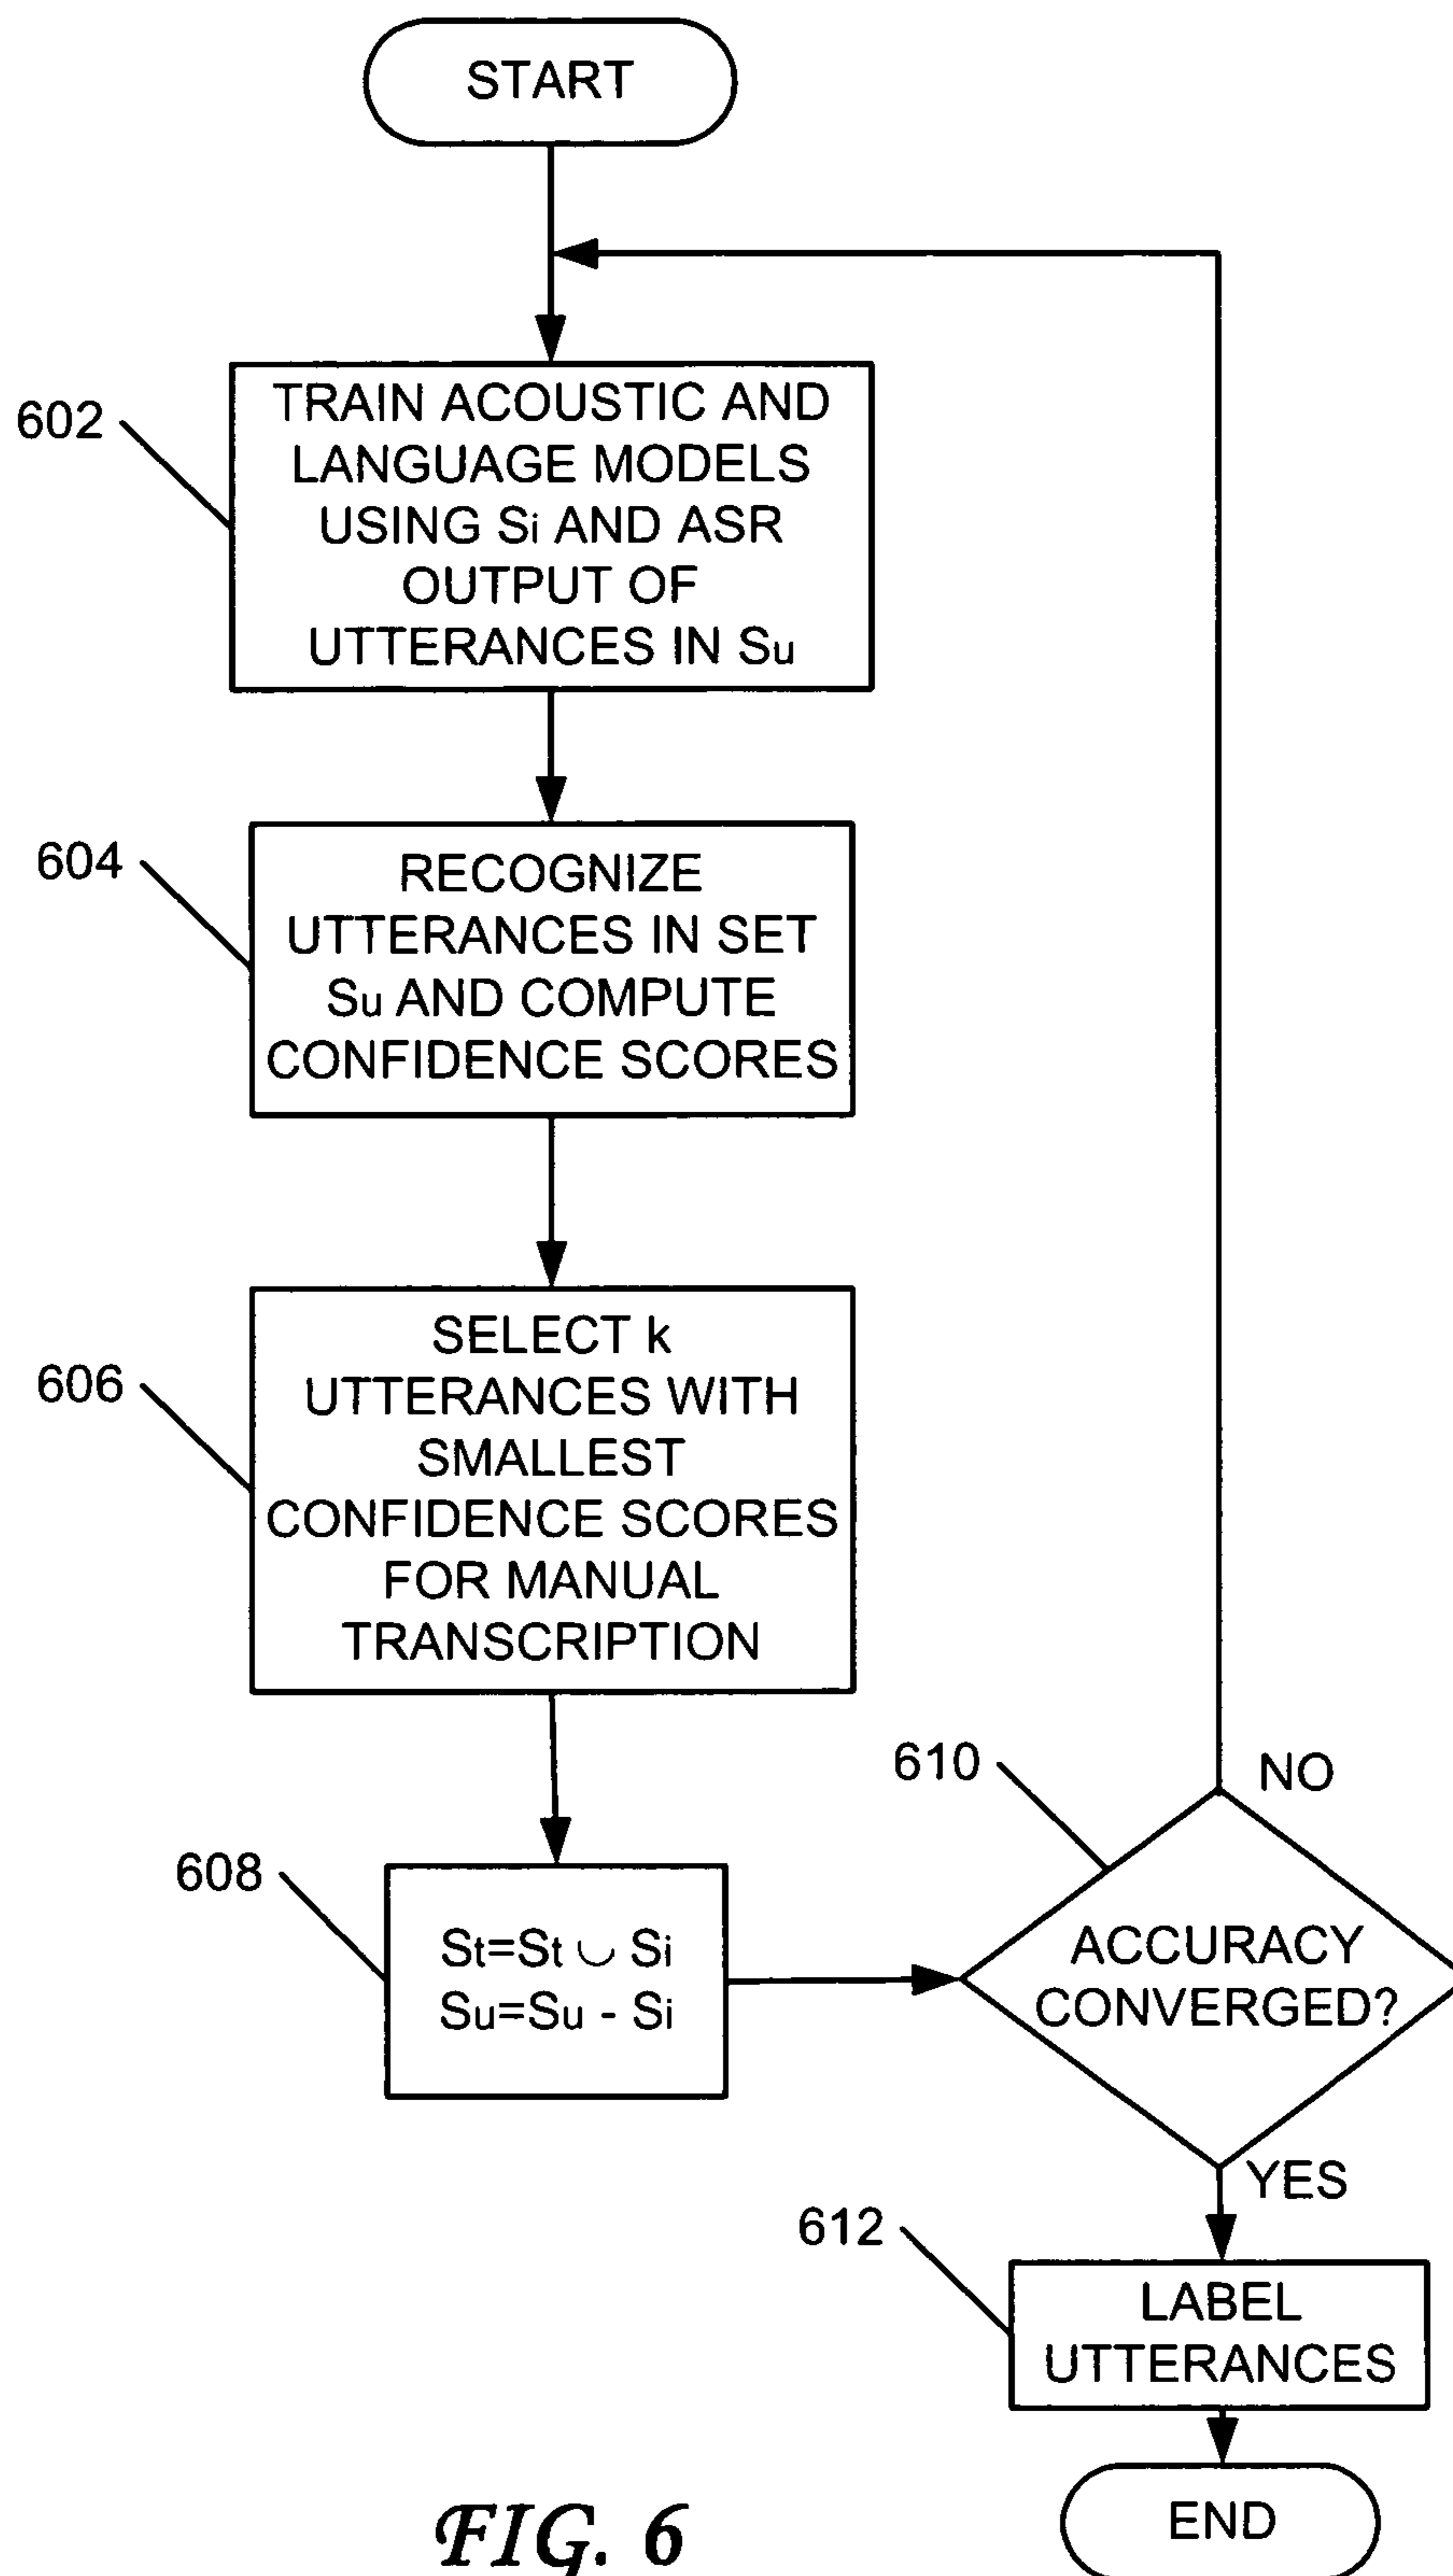 START
602
TRAIN ACOUSTIC AND
LANGUAGE MODELS
USING Si AND ASR
OUTPUT OF
UTTERANCES IN Su
604
RECOGNIZE
UTTERANCES IN SET
Su AND COMPUTE
CONFIDENCE SCORES
606
SELECT k
UTTERANCES WITH
SMALLEST
CONFIDENCE SCORES
FOR MANUAL
TRANSCRIPTION
608
St=St ∪ Si
Su=Su - Si
610
NO
ACCURACY
CONVERGED?
YES
612
LABEL
UTTERANCES
END
FIG. 6